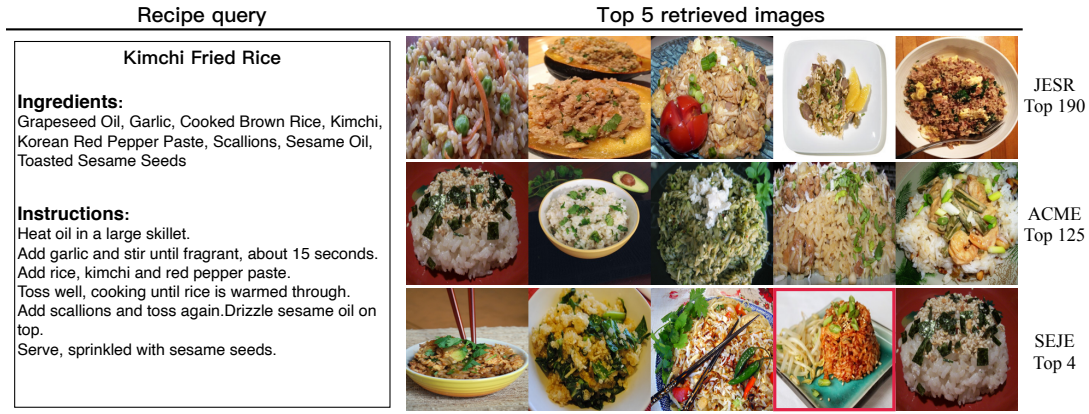 Recipe query
Top 5 retrieved images
Kimchi Fried Rice
Ingredients:
Grapeseed Oil, Garlic, Cooked Brown Rice, Kimchi,
Korean Red Pepper Paste, Scallions, Sesame Oil,
Toasted Sesame Seeds
Instructions:
Heat oil in a large skillet.
Add garlic and stir until fragrant, about 15 seconds.
Add rice, kimchi and red pepper paste.
Toss well, cooking until rice is warmed through.
Add scallions and toss again.Drizzle sesame oil on
top.
Serve, sprinkled with sesame seeds.
JESR
Top 190
ACME
Top 125
SEJE
Top 4